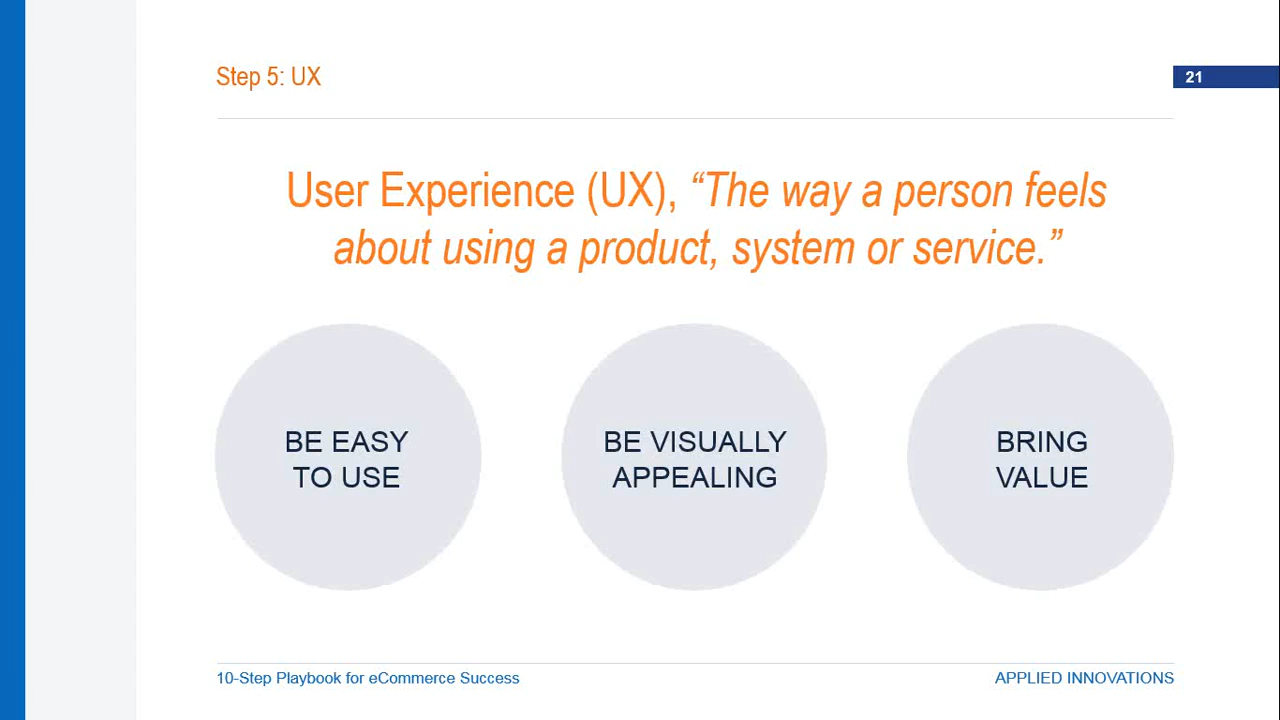 Step 5: UX
21
User Experience (UX), “The way a person feels
about using a product, system or service.”
BE EASY
TO USE
BE VISUALLY
APPEALING
BRING
VALUE
10-Step Playbook for eCommerce Success
APPLIED INNOVATIONS